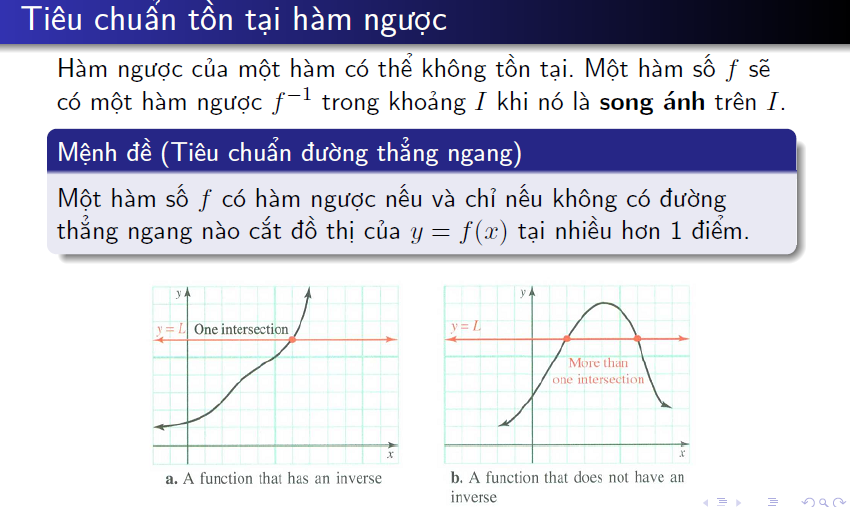 Tiêu chuẩn tồn tại hàm ngược
Hàm ngược của một hàm có thể không tồn tại. Một hàm số f sẽ
có một hàm ngược f⁻¹ trong khoảng I khi nó là song ánh trên I.
Mệnh đề (Tiêu chuẩn đường thẳng ngang)
Một hàm số f có hàm ngược nếu và chỉ nếu không có đường
thẳng ngang nào cắt đồ thị của y = f(x) tại nhiều hơn 1 điểm.
y
y = L One intersection
x
a. A function that has an inverse
y
y = L
More than
one intersection
x
b. A function that does not have an
inverse